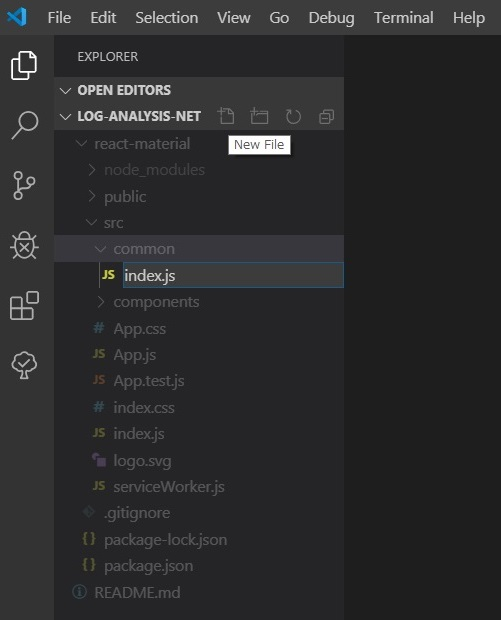 File Edit Selection View Go Debug Terminal Help
EXPLORER
OPEN EDITORS
LOG-ANALYSIS-NET
react-material
New File
node_modules
public
src
common
JS index.js
components
# App.css
JS App.js
JS App.test.js
# index.css
JS index.js
logo.svg
JS serviceWorker.js
.gitignore
{} package-lock.json
{} package.json
README.md